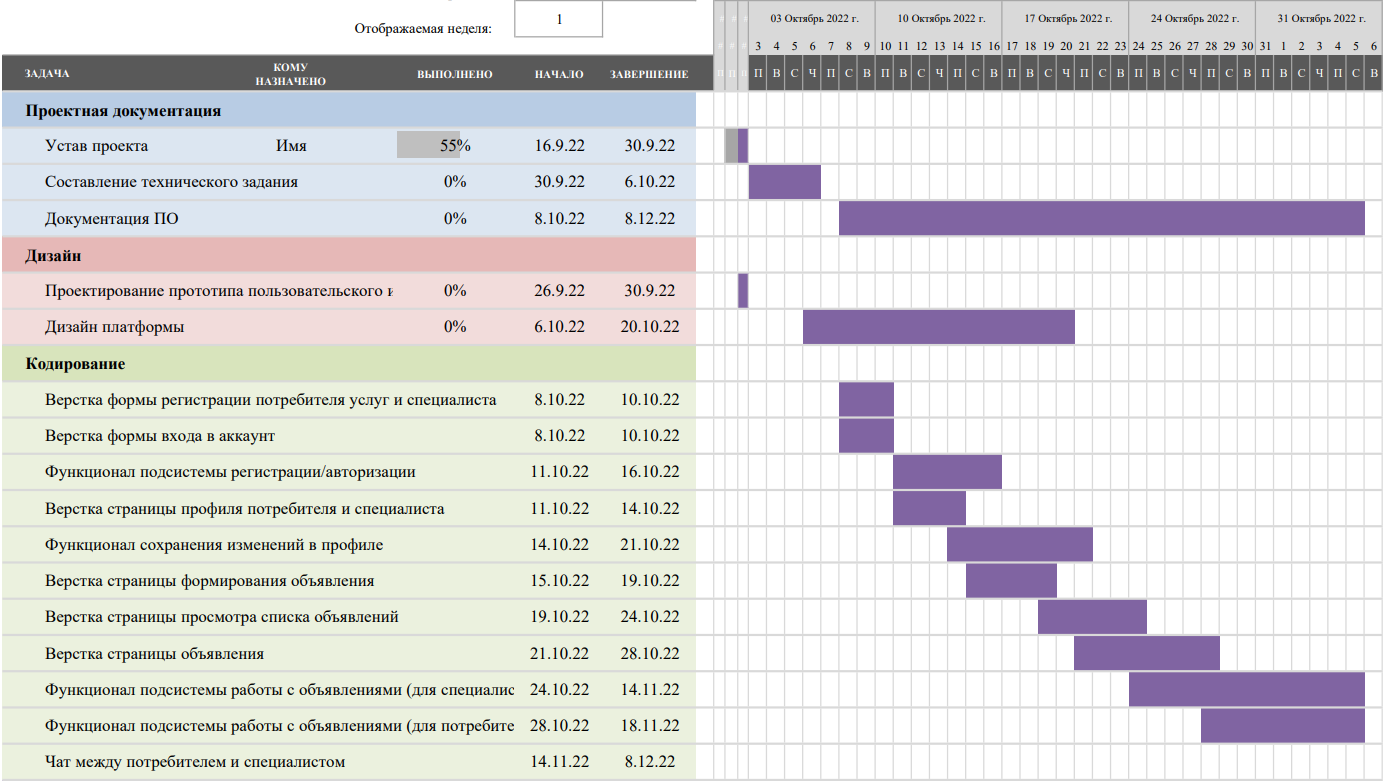 Отображаемая неделя: 1
03 Октябрь 2022 г. 10 Октябрь 2022 г. 17 Октябрь 2022 г. 24 Октябрь 2022 г. 31 Октябрь 2022 г.
3 4 5 6 7 8 9 10 11 12 13 14 15 16 17 18 19 20 21 22 23 24 25 26 27 28 29 30 31 1 2 3 4 5 6
ЗАДАЧА КОМУ НАЗНАЧЕНО ВЫПОЛНЕНО НАЧАЛО ЗАВЕРШЕНИЕ П В С Ч П С В П В С Ч П С В П В С Ч П С В П В С Ч П С В П В С Ч П С В
Проектная документация
Устав проекта Имя 55% 16.9.22 30.9.22
Составление технического задания 0% 30.9.22 6.10.22
Документация ПО 0% 8.10.22 8.12.22
Дизайн
Проектирование прототипа пользовательского и 0% 26.9.22 30.9.22
Дизайн платформы 0% 6.10.22 20.10.22
Кодирование
Верстка формы регистрации потребителя услуг и специалиста 8.10.22 10.10.22
Верстка формы входа в аккаунт 8.10.22 10.10.22
Функционал подсистемы регистрации/авторизации 11.10.22 16.10.22
Верстка страницы профиля потребителя и специалиста 11.10.22 14.10.22
Функционал сохранения изменений в профиле 14.10.22 21.10.22
Верстка страницы формирования объявления 15.10.22 19.10.22
Верстка страницы просмотра списка объявлений 19.10.22 24.10.22
Верстка страницы объявления 21.10.22 28.10.22
Функционал подсистемы работы с объявлениями (для специалис 24.10.22 14.11.22
Функционал подсистемы работы с объявлениями (для потребите 28.10.22 18.11.22
Чат между потребителем и специалистом 14.11.22 8.12.22